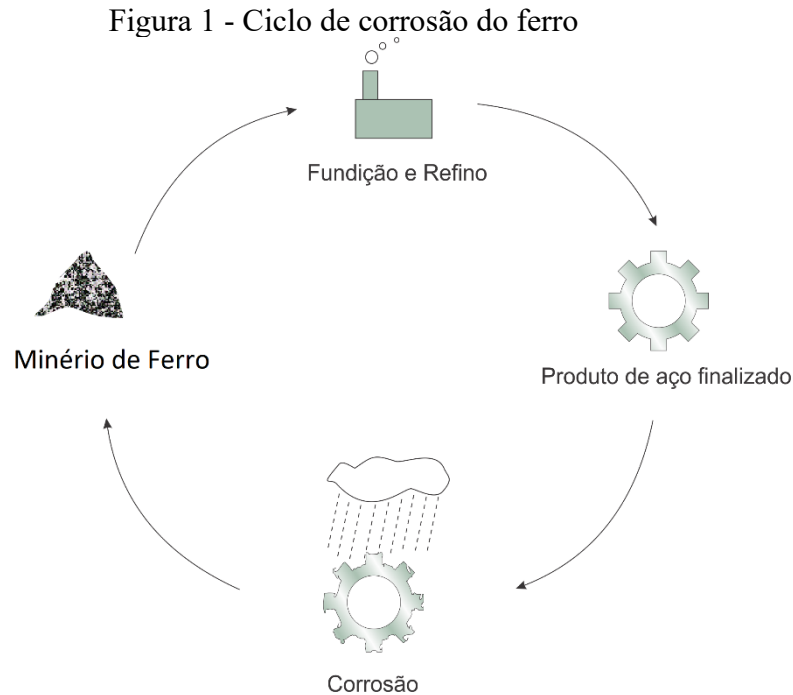 Figura 1 - Ciclo de corrosão do ferro
Fundição e Refino
Minério de Ferro
Produto de aço finalizado
Corrosão